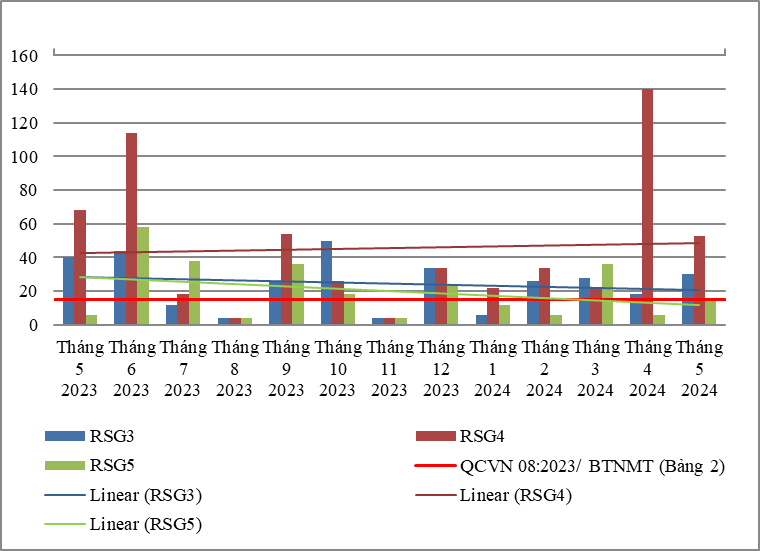 160
140
120
100
80
60
40
20
0
Tháng Tháng Tháng Tháng Tháng Tháng Tháng Tháng Tháng Tháng Tháng Tháng Tháng
5 6 7 8 9 10 11 12 1 2 3 4 5
2023 2023 2023 2023 2023 2023 2023 2023 2024 2024 2024 2024 2024
RSG3 RSG4
RSG5 QCVN 08:2023/ BTNMT (Bảng 2)
Linear (RSG3) Linear (RSG4)
Linear (RSG5)